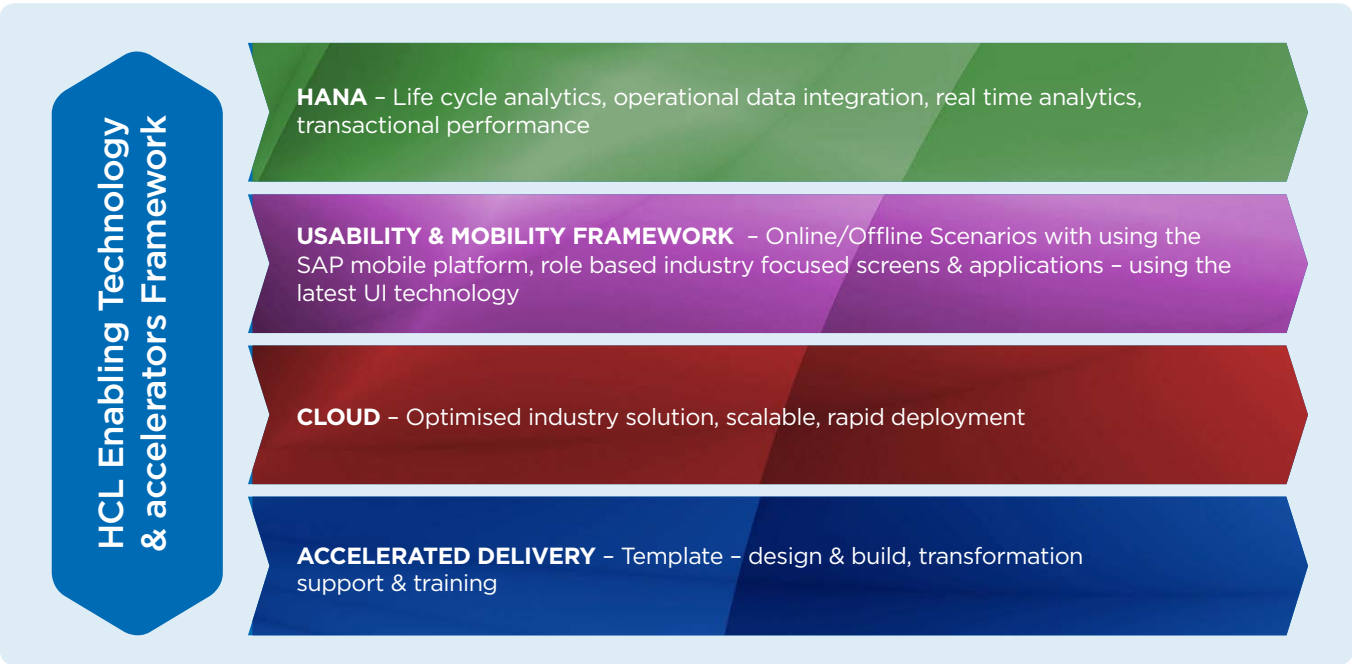 HCL Enabling Technology
& accelerators Framework
HANA – Life cycle analytics, operational data integration, real time analytics,
transactional performance
USABILITY & MOBILITY FRAMEWORK – Online/Offline Scenarios with using the
SAP mobile platform, role based industry focused screens & applications – using the
latest UI technology
CLOUD – Optimised industry solution, scalable, rapid deployment
ACCELERATED DELIVERY – Template – design & build, transformation
support & training